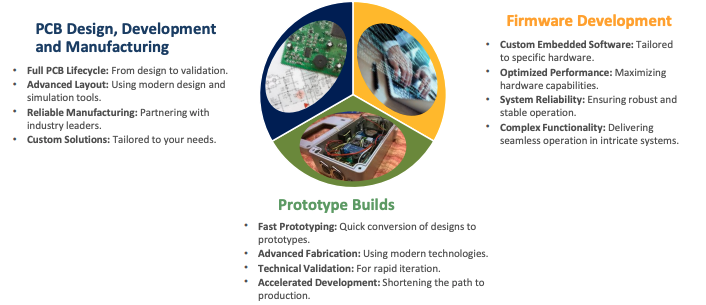 PCB Design, Development
and Manufacturing
• Full PCB Lifecycle: From design to validation.
• Advanced Layout: Using modern design and
simulation tools.
• Reliable Manufacturing: Partnering with
industry leaders.
• Custom Solutions: Tailored to your needs.
Firmware Development
• Custom Embedded Software: Tailored
to specific hardware.
• Optimized Performance: Maximizing
hardware capabilities.
• System Reliability: Ensuring robust and
stable operation.
• Complex Functionality: Delivering
seamless operation in intricate systems.
Prototype Builds
• Fast Prototyping: Quick conversion of designs to
prototypes.
• Advanced Fabrication: Using modern technologies.
• Technical Validation: For rapid iteration.
• Accelerated Development: Shortening the path to
production.